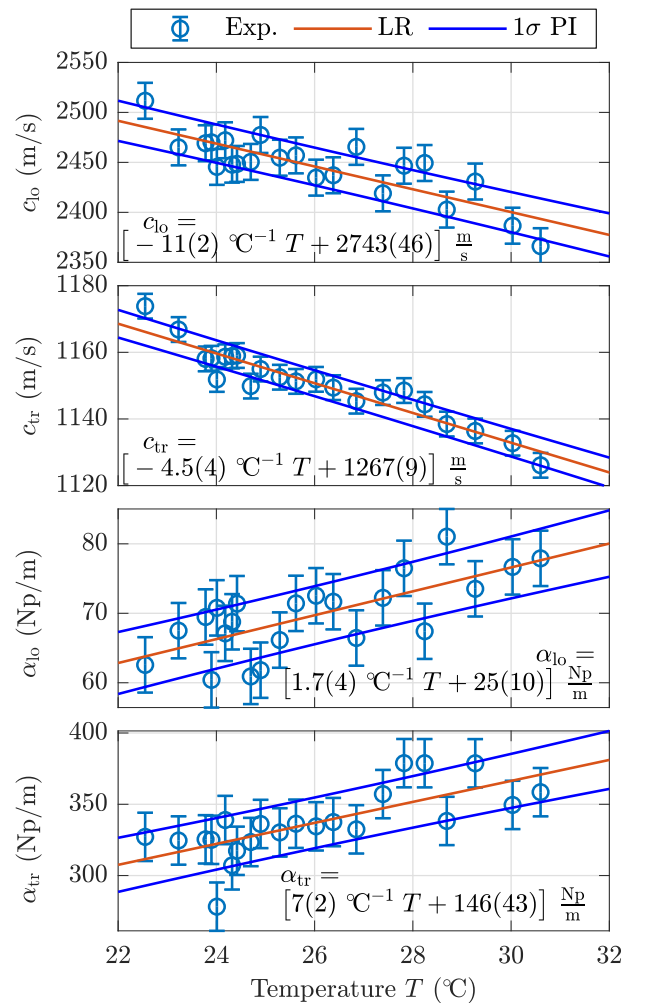 Exp. LR 1σ PI
2550
2500
2450
2400
2350
c_lo (m/s)
c_lo =
[−11(2) °C⁻¹ T + 2743(46)] m/s
1180
1160
1140
1120
c_tr (m/s)
c_tr =
[−4.5(4) °C⁻¹ T + 1267(9)] m/s
80
70
60
α_lo (Np/m)
α_lo =
[1.7(4) °C⁻¹ T + 25(10)] Np/m
400
350
300
α_tr (Np/m)
α_tr =
[7(2) °C⁻¹ T + 146(43)] Np/m
22 24 26 28 30 32
Temperature T (°C)